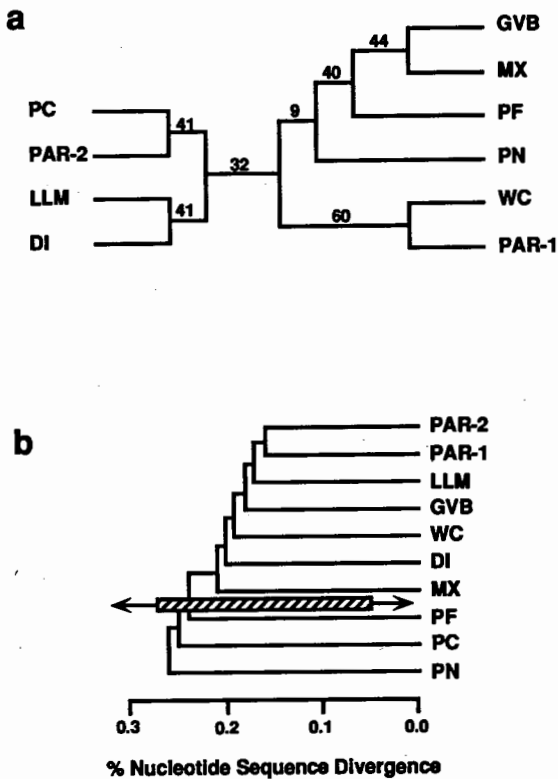 a
GVB
44
MX
40
PC
9
PF
41
PAR-2
32
PN
LLM
41
WC
60
DI
PAR-1
b
PAR-2
PAR-1
LLM
GVB
WC
DI
MX
PF
PC
PN
0.3 0.2 0.1 0.0
% Nucleotide Sequence Divergence